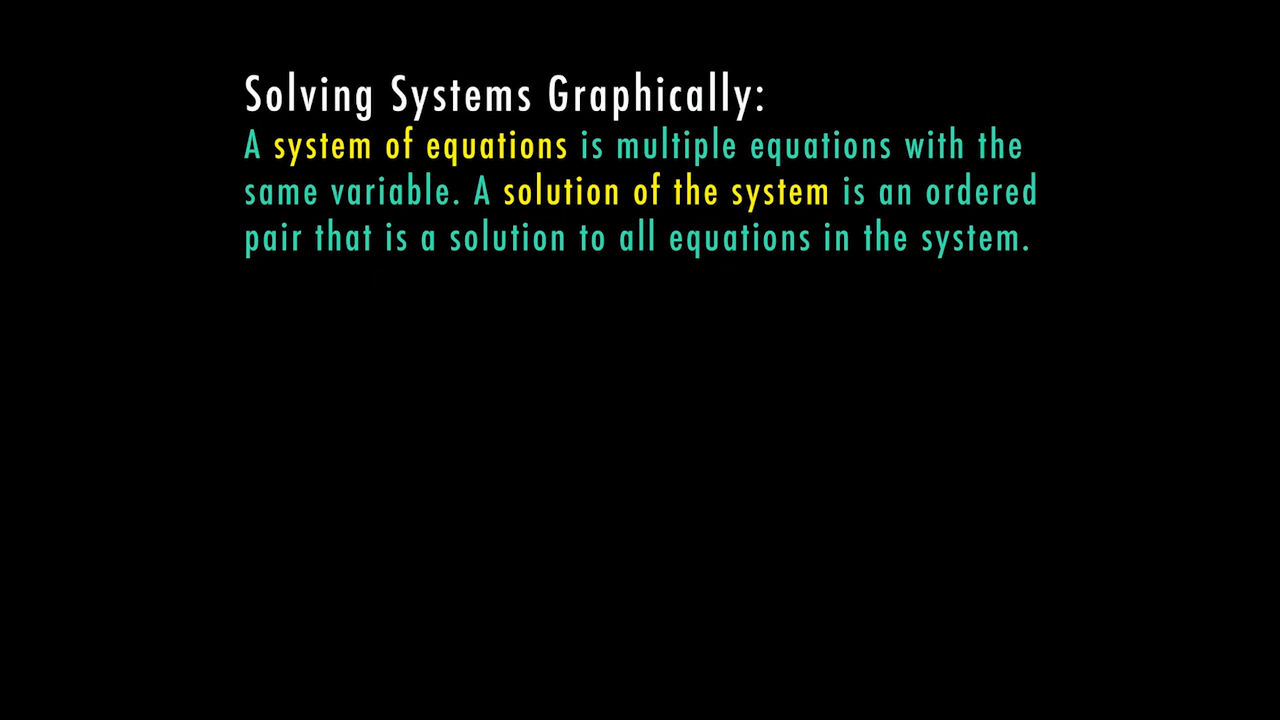 Solving Systems Graphically:
A system of equations is multiple equations with the
same variable. A solution of the system is an ordered
pair that is a solution to all equations in the system.